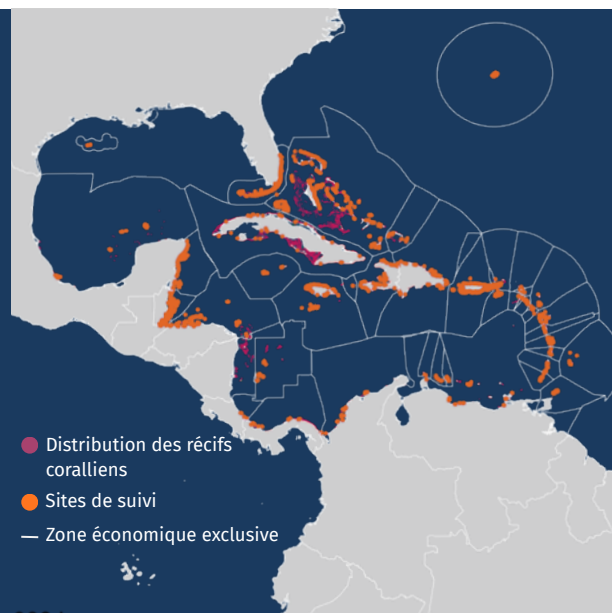 Distribution des récifs
coralliens
Sites de suivi
Zone économique exclusive